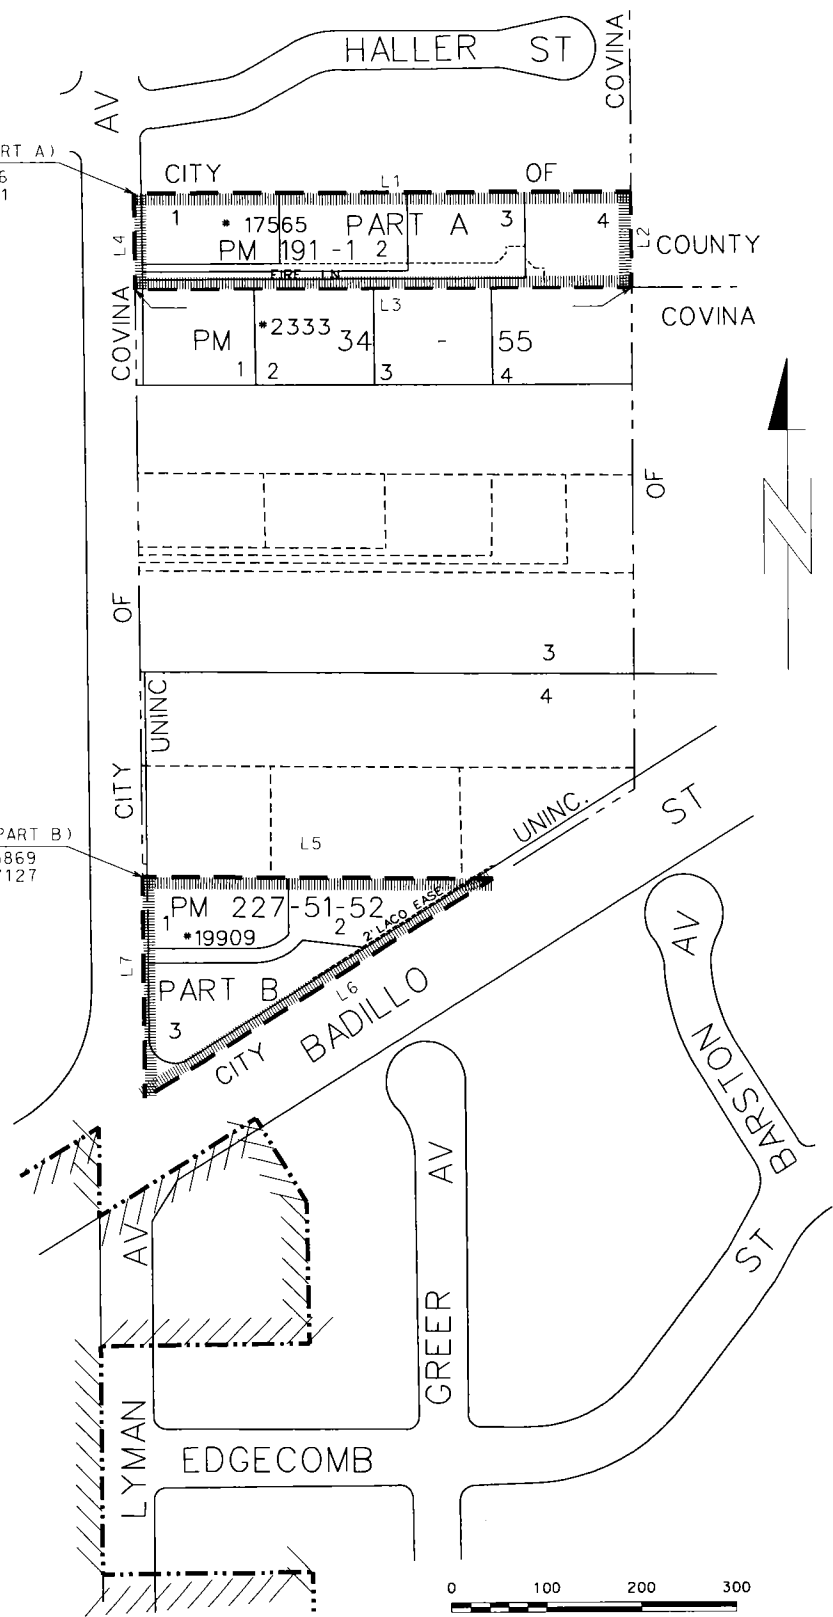 HALLER ST
COVINA
AV
RT A)
6
1
CITY OF
L1
1
* 17565
PART A
3
4
PM 191-1
2
FIRE LN
L4
L2
COUNTY
COVINA
L3
COVINA
PM
*2333
34 - 55
1
2
3
4
OF
OF
3
4
UNINC
CITY
PART B)
6869
7127
L5
UNINC.
ST
PM 227-51-52
1
2
*19909
2' LACO EASE
L7
PART B
L6
3
CITY BADILLO
AV
BARSTON
AV
GREER
AV
ST
LYMAN
EDGECOMB
0 100 200 300
N